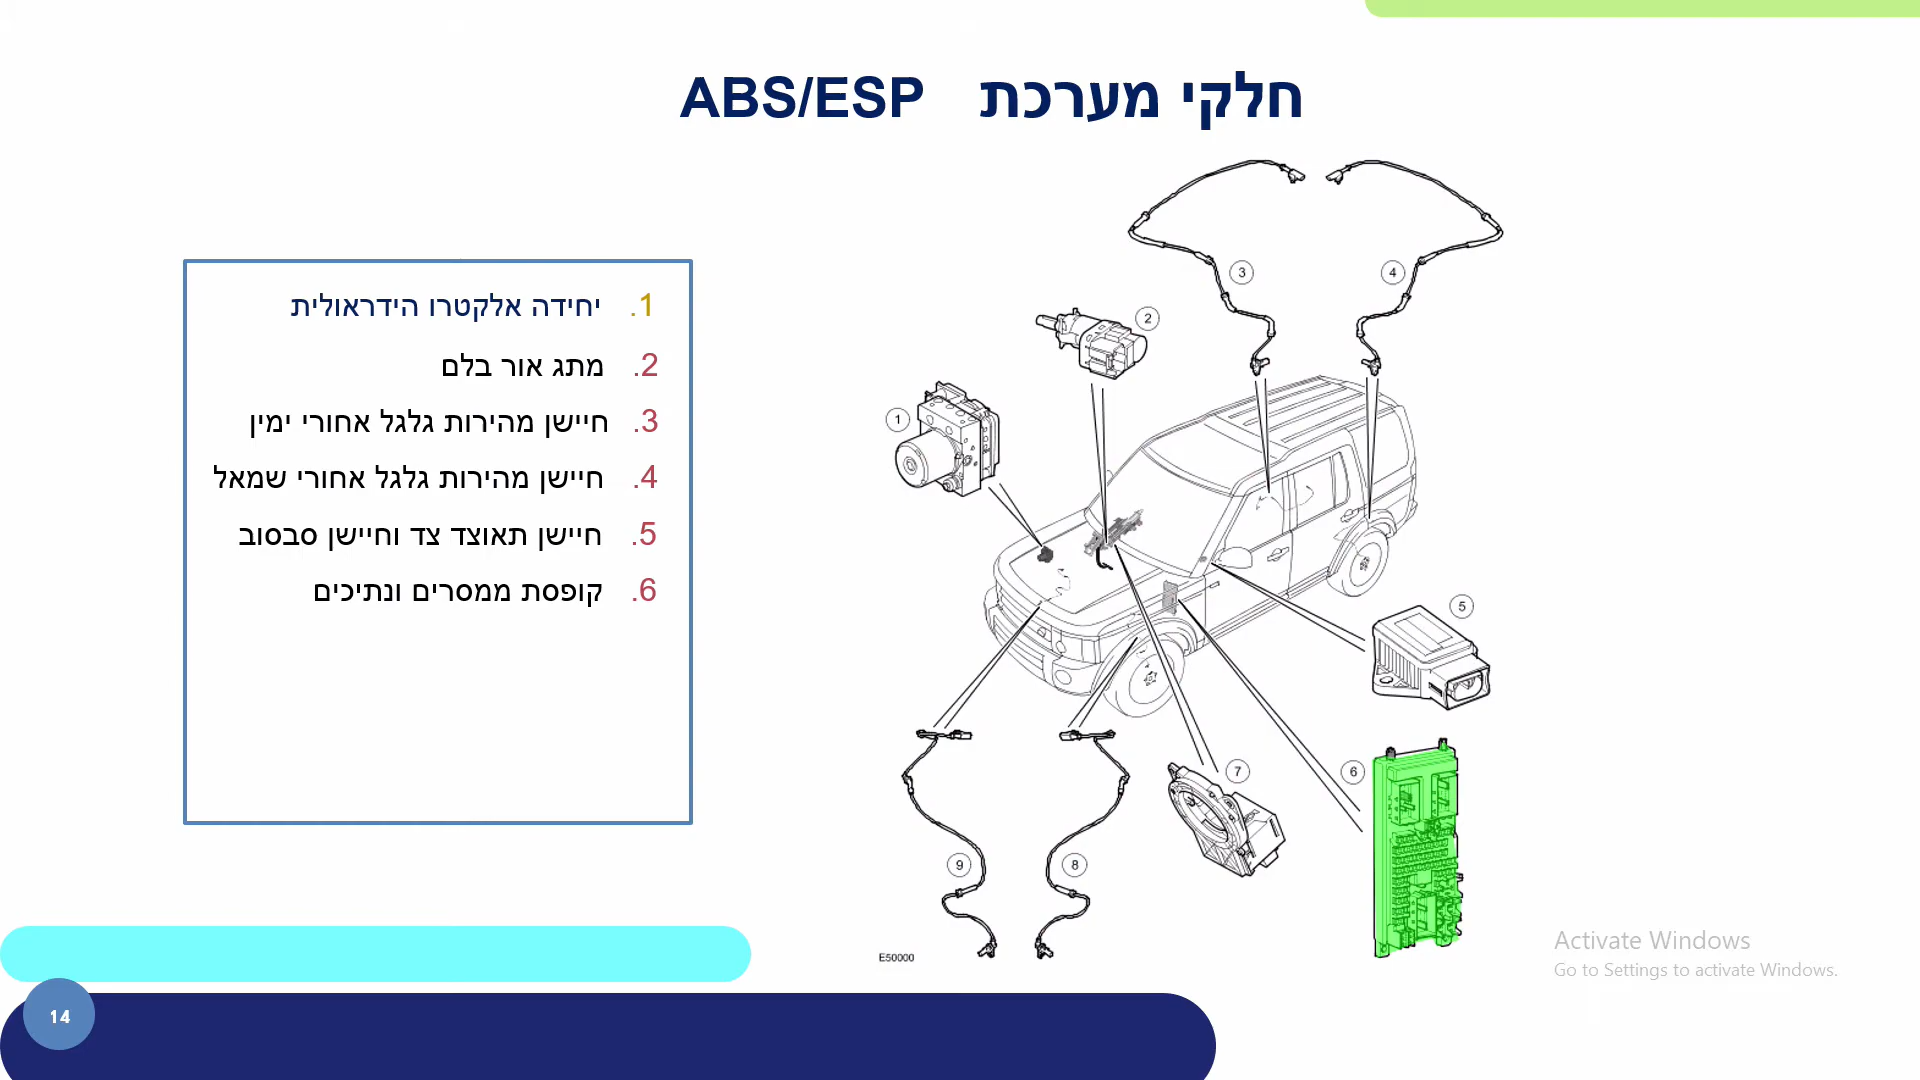 חלקי מערכת ABS/ESP
1. יחידה אלקטרו הידראולית
2. מתג אור בלם
3. חיישן מהירות גלגל אחורי ימין
4. חיישן מהירות גלגל אחורי שמאל
5. חיישן תאוצד צד וחיישן סבסוב
6. קופסת ממסרים ונתיכים
3
4
2
1
5
7
6
9
8
E50000
Activate Windows
Go to Settings to activate Windows.
14